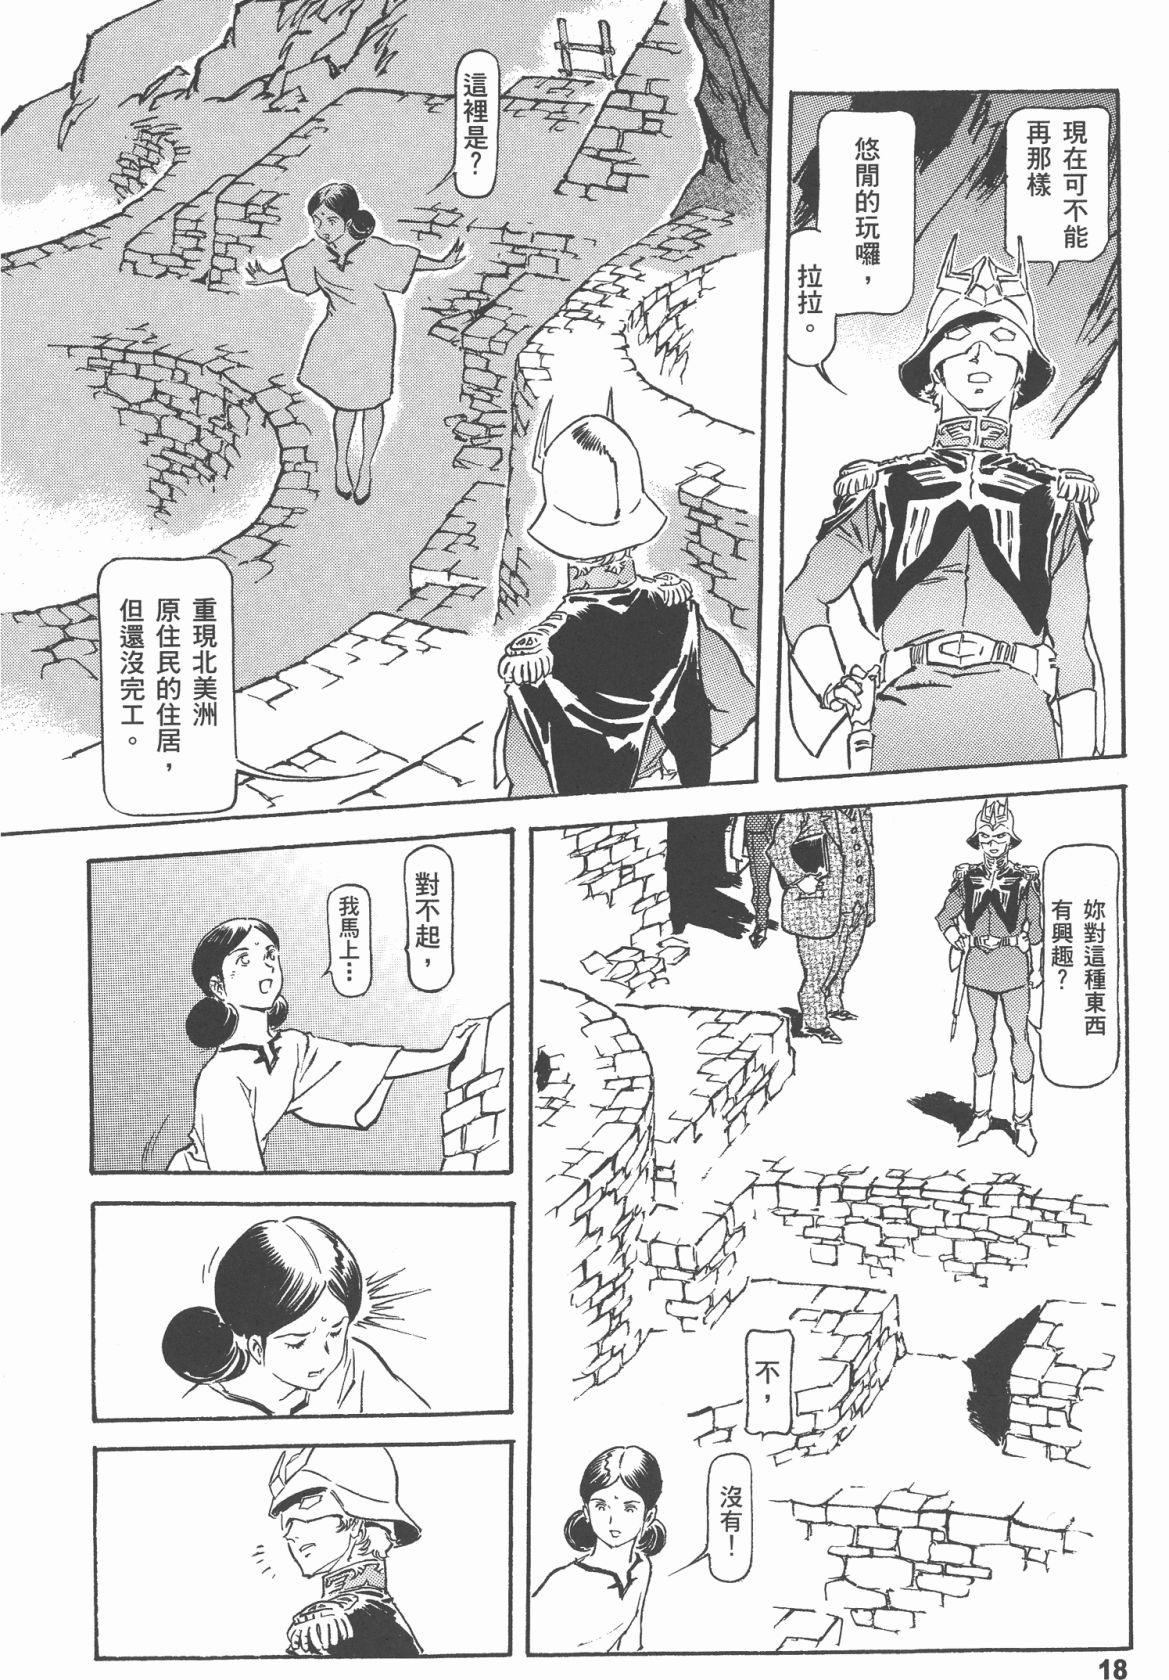 現在可不能
再那樣
悠閒的玩囉，
拉拉。
這裡是？
重現北美洲
原住民的住居，
但還沒完工。
妳對這種東西
有興趣？
不，
沒有！
對不起，
我馬上…
18